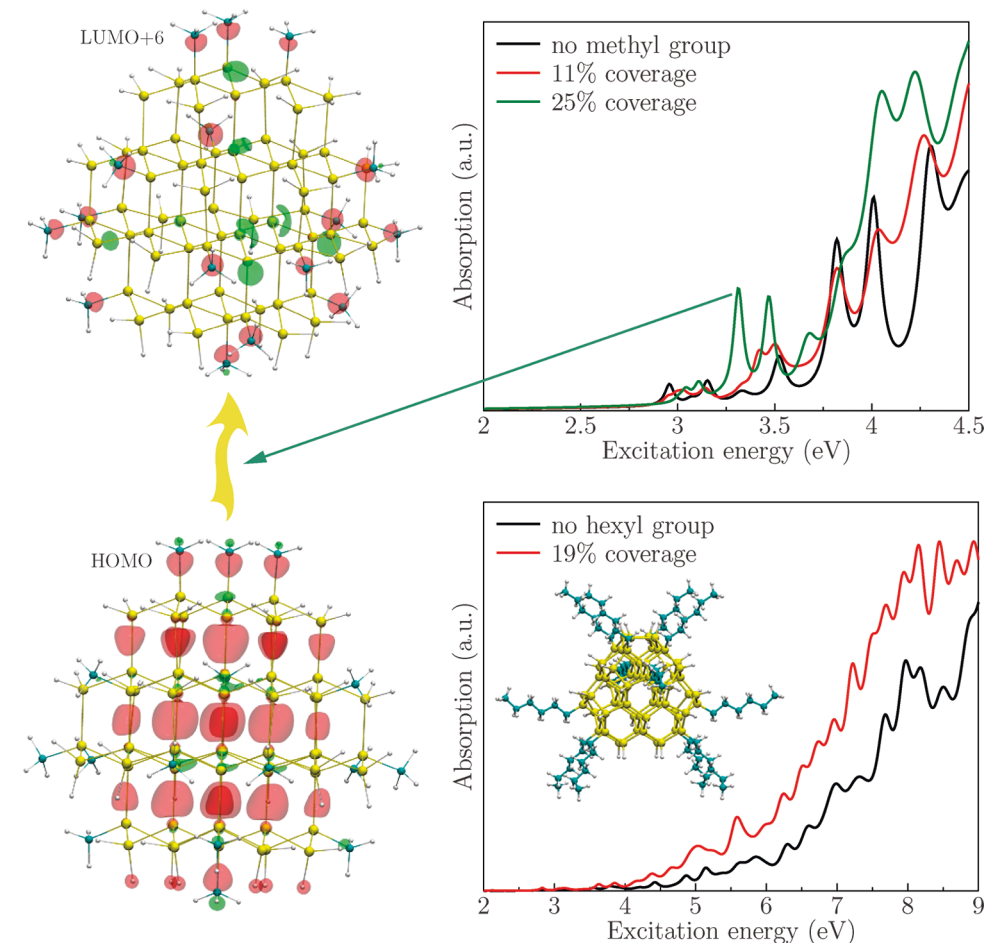 LUMO+6
HOMO
Absorption (a.u.)
no methyl group
11% coverage
25% coverage
2 2.5 3 3.5 4 4.5
Excitation energy (eV)
Absorption (a.u.)
no hexyl group
19% coverage
2 3 4 5 6 7 8 9
Excitation energy (eV)